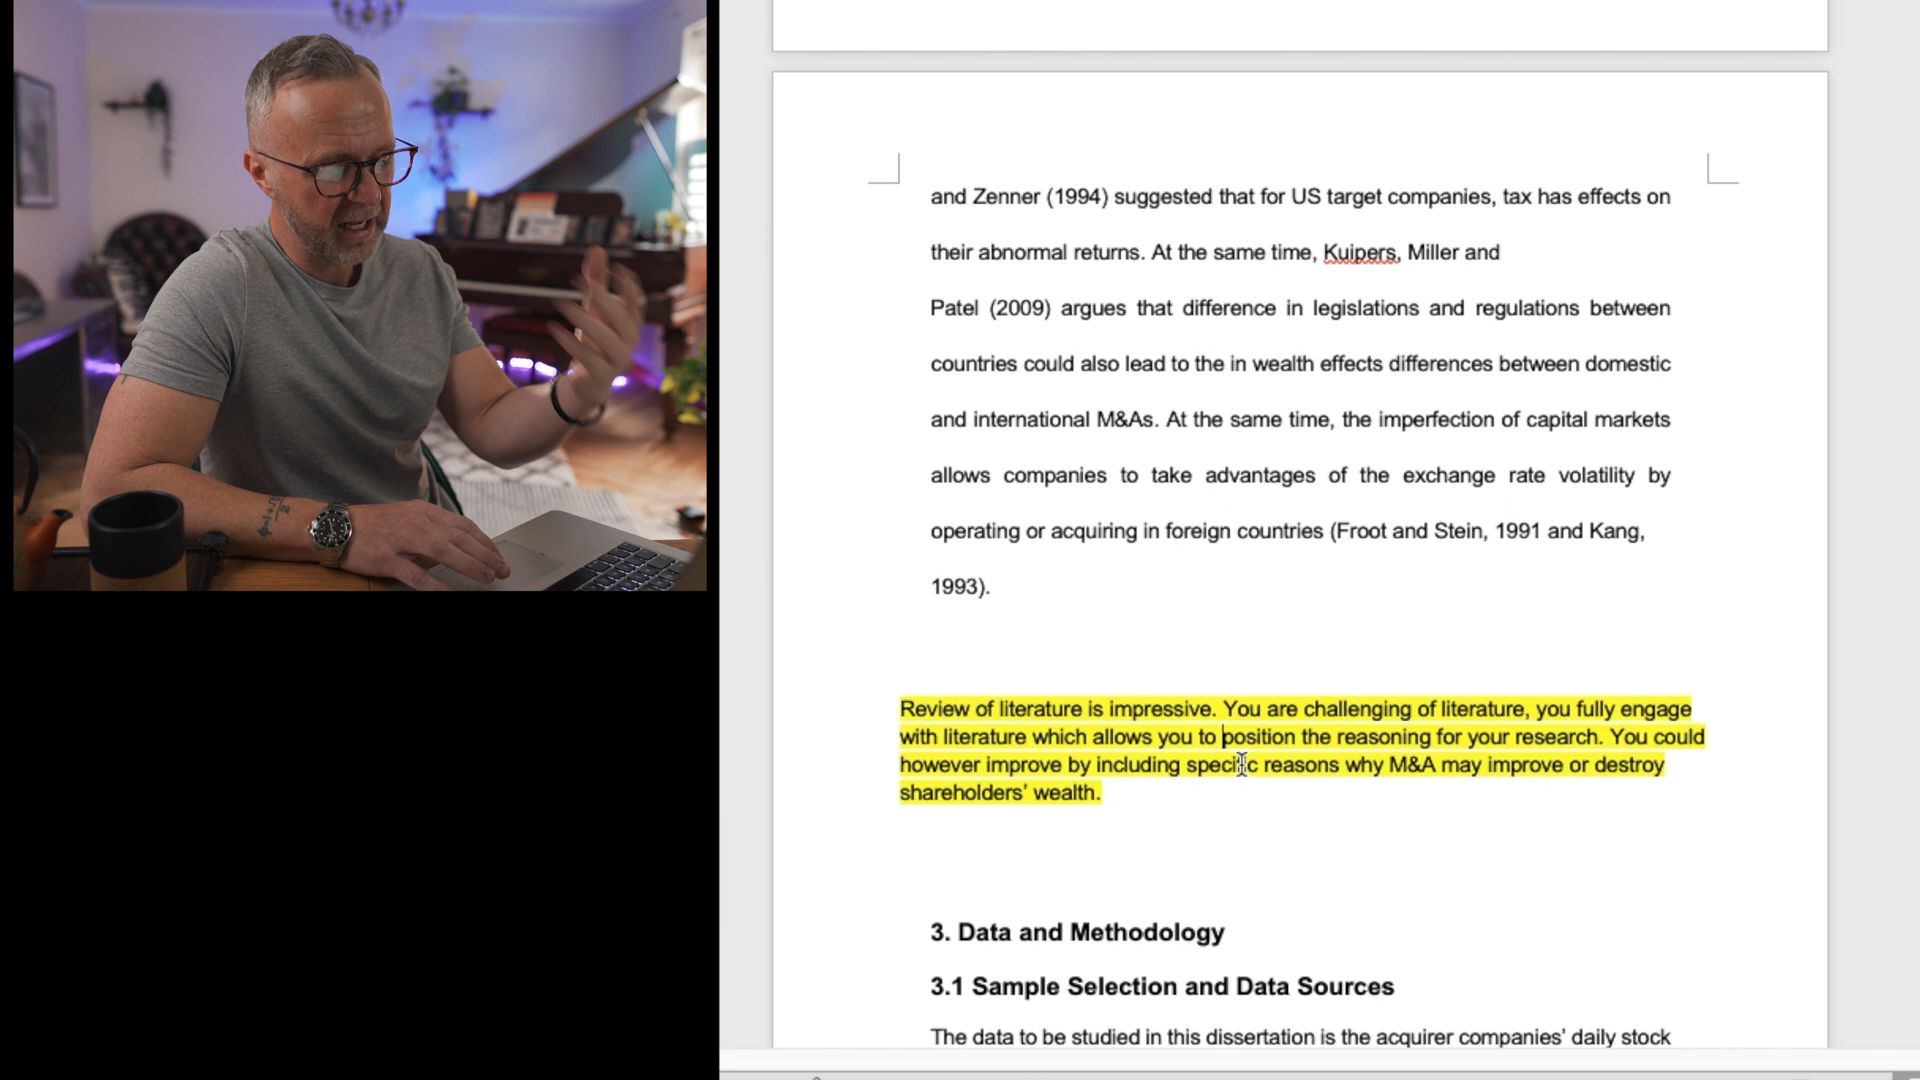 and Zenner (1994) suggested that for US target companies, tax has effects on
their abnormal returns. At the same time, Kuipers, Miller and
Patel (2009) argues that difference in legislations and regulations between
countries could also lead to the in wealth effects differences between domestic
and international M&As. At the same time, the imperfection of capital markets
allows companies to take advantages of the exchange rate volatility by
operating or acquiring in foreign countries (Froot and Stein, 1991 and Kang,
1993).
Review of literature is impressive. You are challenging of literature, you fully engage
with literature which allows you to position the reasoning for your research. You could
however improve by including specific reasons why M&A may improve or destroy
shareholders' wealth.
3. Data and Methodology
3.1 Sample Selection and Data Sources
The data to be studied in this dissertation is the acquirer companies' daily stock